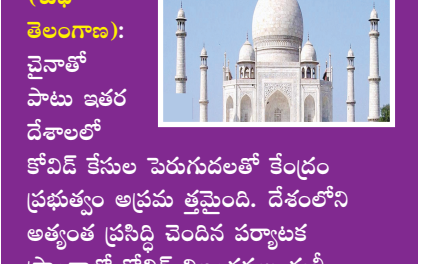 తెలంగాణ):
చైనాతో
పాటు ఇతర
దేశాలలో
కోవిడ్ కేసుల పెరుగుదలతో కేంద్రం
ప్రభుత్వం అప్రమ త్తమైంది. దేశంలోని
అత్యంత ప్రసిద్ధి చెందిన పర్యాటక